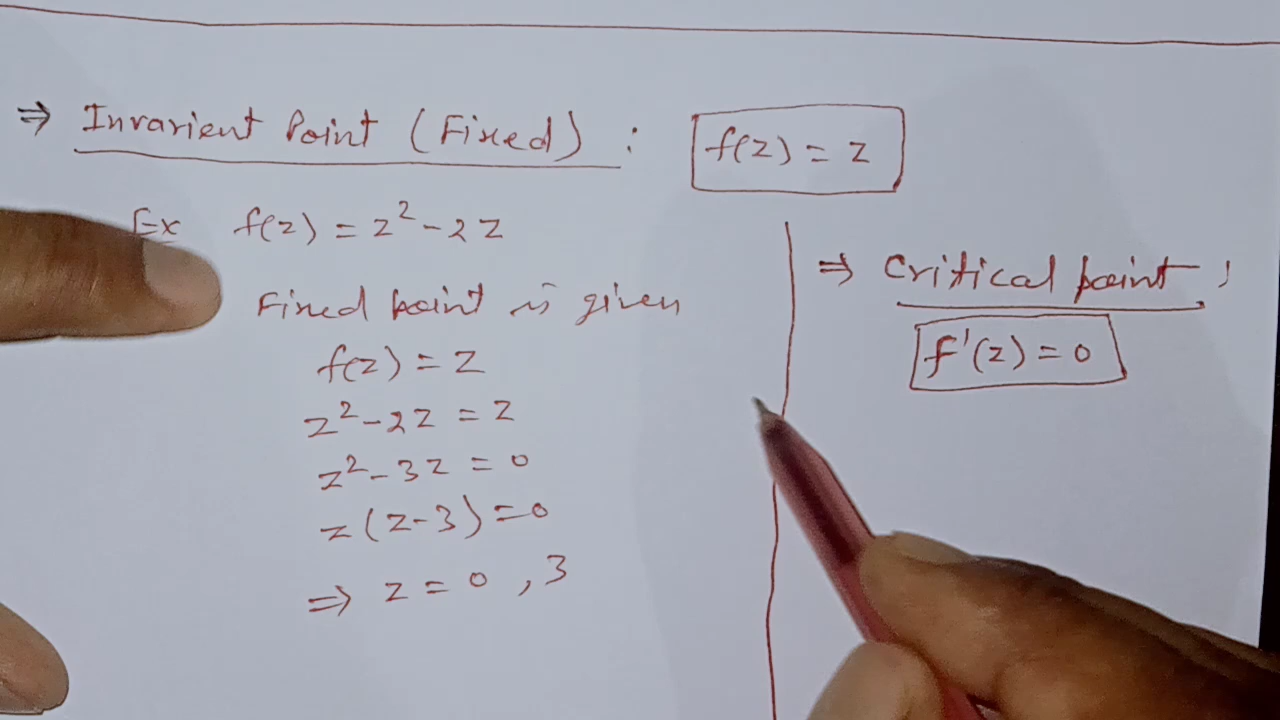 ⇒ Invarient Point (Fixed) : f(z) = z
Ex f(z) = z² - 2z
Fixed point is given
f(z) = z
z² - 2z = z
z² - 3z = 0
z(z-3) = 0
⇒ z = 0, 3
⇒ Critical point :
f'(z) = 0